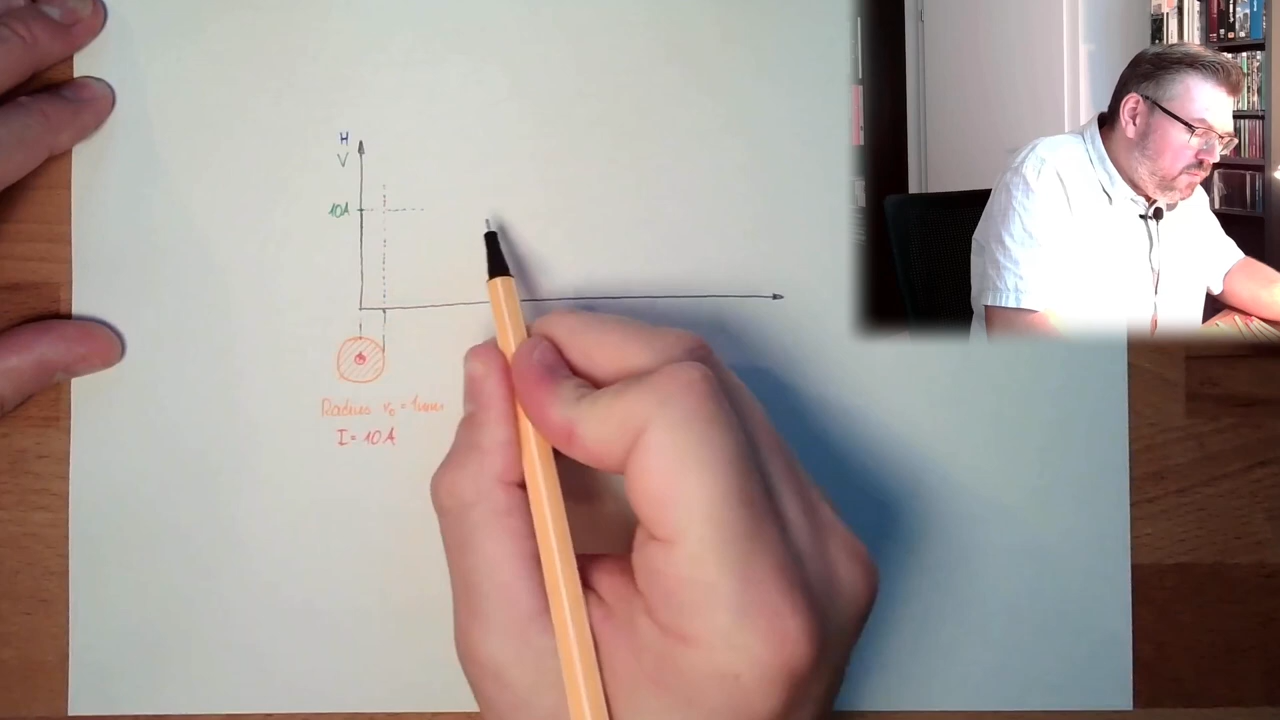 H
V
10A
Radius r₀ = 1mm
I = 10A